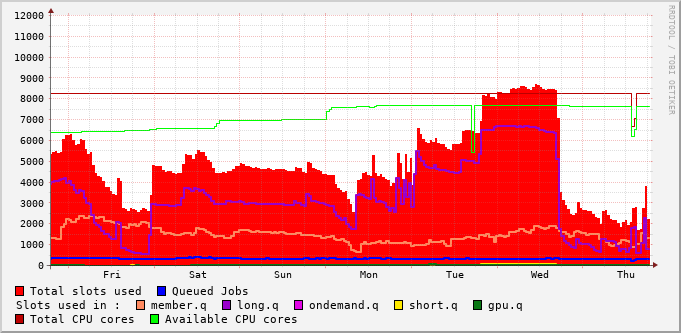 12000
11000
10000
9000
8000
7000
6000
5000
4000
3000
2000
1000
0
Fri Sat Sun Mon Tue Wed Thu
Total slots used Queued Jobs
Slots used in : member.q long.q ondemand.q short.q gpu.q
Total CPU cores Available CPU cores
RRDTOOL / TOBI OETIKER